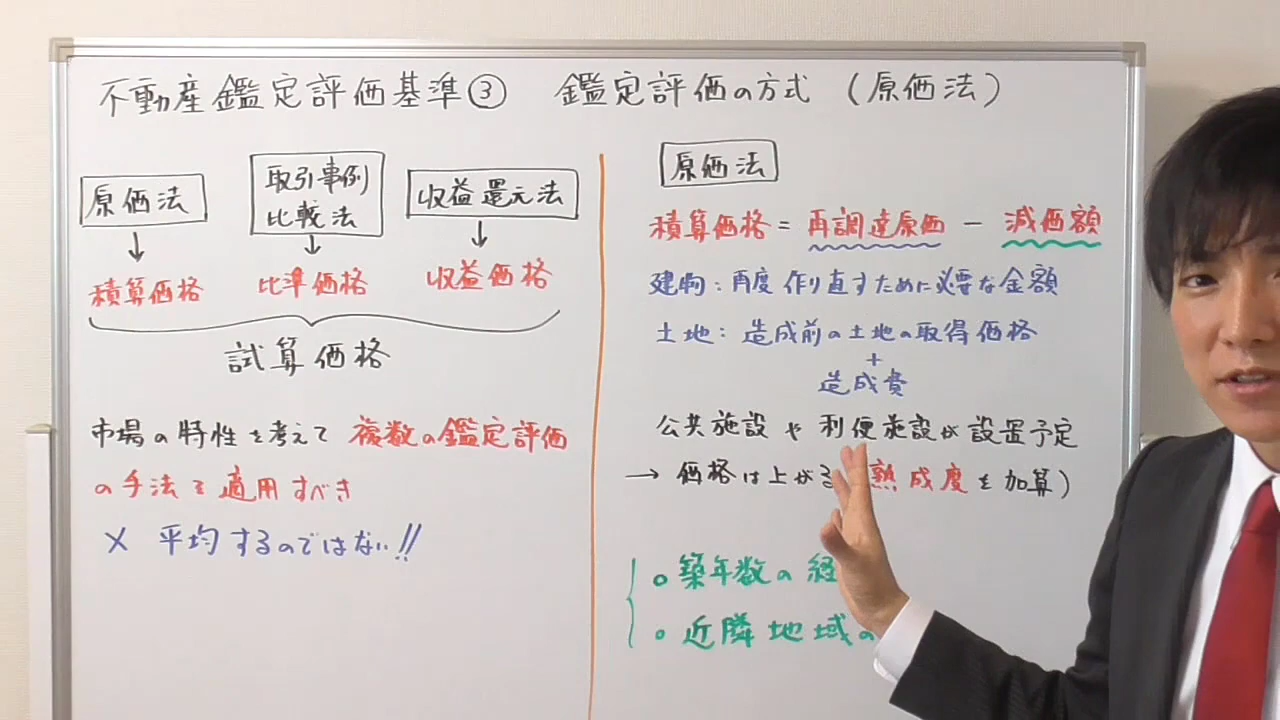 不動産鑑定評価基準③ 鑑定評価の方式 (原価法)
原価法
取引事例
比較法
収益還元法
↓
↓
↓
積算価格
比準価格
収益価格
試算価格
市場の特性を考えて 複数の鑑定評価
の手法を適用すべき
× 平均するのではない!!
原価法
積算価格 = 再調達原価 − 減価額
建物:再度作り直すために必要な金額
土地:造成前の土地の取得価格
+
造成費
公共施設や利便施設が設置予定
→ 価格は上がる 熟成度を加算)
○築年数の経
○近隣地域の